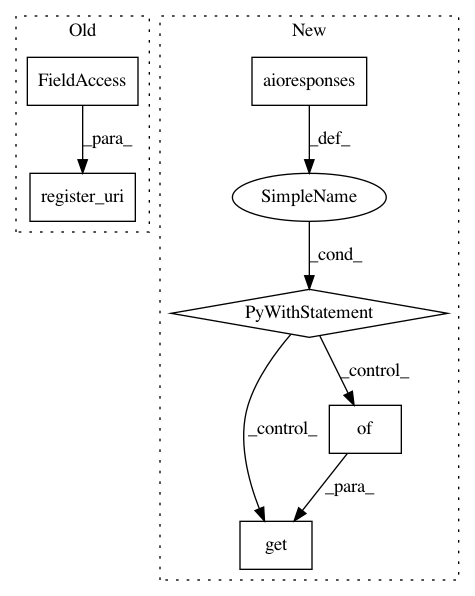 Old
New
FieldAccess
aioresponses
_para_
_def_
register_uri
SimpleName
_cond_
PyWithStatement
_control_
_control_
of
_para_
get